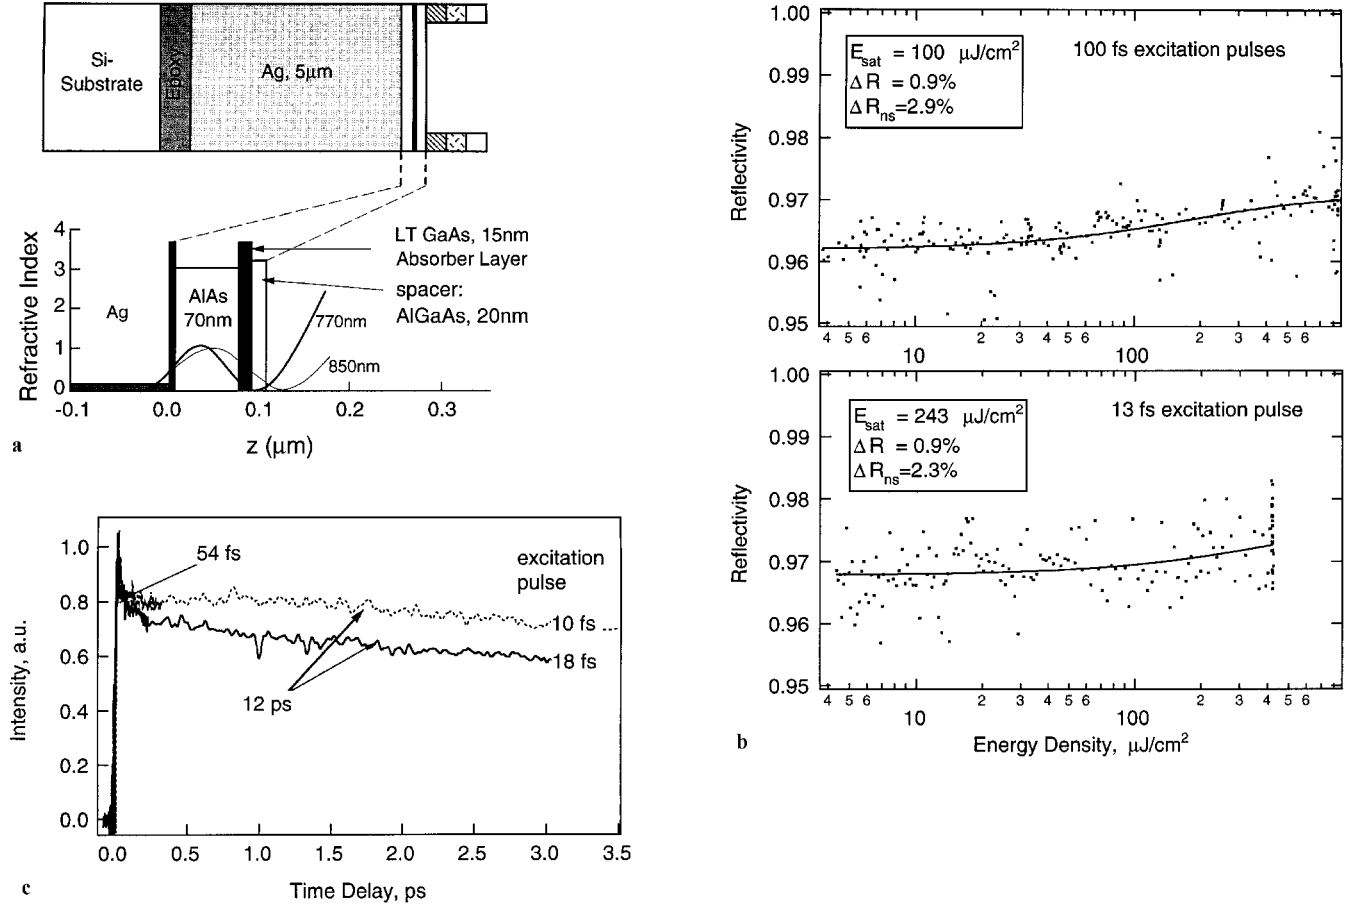 Si-
Substrate
Epoxy
Ag, 5μm
Refractive Index
4
3
2
1
0
Ag
AlAs
70nm
LT GaAs, 15nm
Absorber Layer
spacer:
AlGaAs, 20nm
770nm
850nm
-0.1 0.0 0.1 0.2 0.3
z (μm)
a
Reflectivity
1.00
0.99
0.98
0.97
0.96
0.95
E_sat = 100 μJ/cm²
ΔR = 0.9%
ΔR_ns=2.9%
100 fs excitation pulses
4 5 6 2 3 4 5 6 2 3 4 5 6
10 100
Reflectivity
1.00
0.99
0.98
0.97
0.96
0.95
E_sat = 243 μJ/cm²
ΔR = 0.9%
ΔR_ns=2.3%
13 fs excitation pulse
4 5 6 2 3 4 5 6 2 3 4 5 6
10 100
Energy Density, μJ/cm²
b
Intensity, a.u.
1.0
0.8
0.6
0.4
0.2
0.0
54 fs
excitation
pulse
10 fs
18 fs
12 ps
0.0 0.5 1.0 1.5 2.0 2.5 3.0 3.5
Time Delay, ps
c